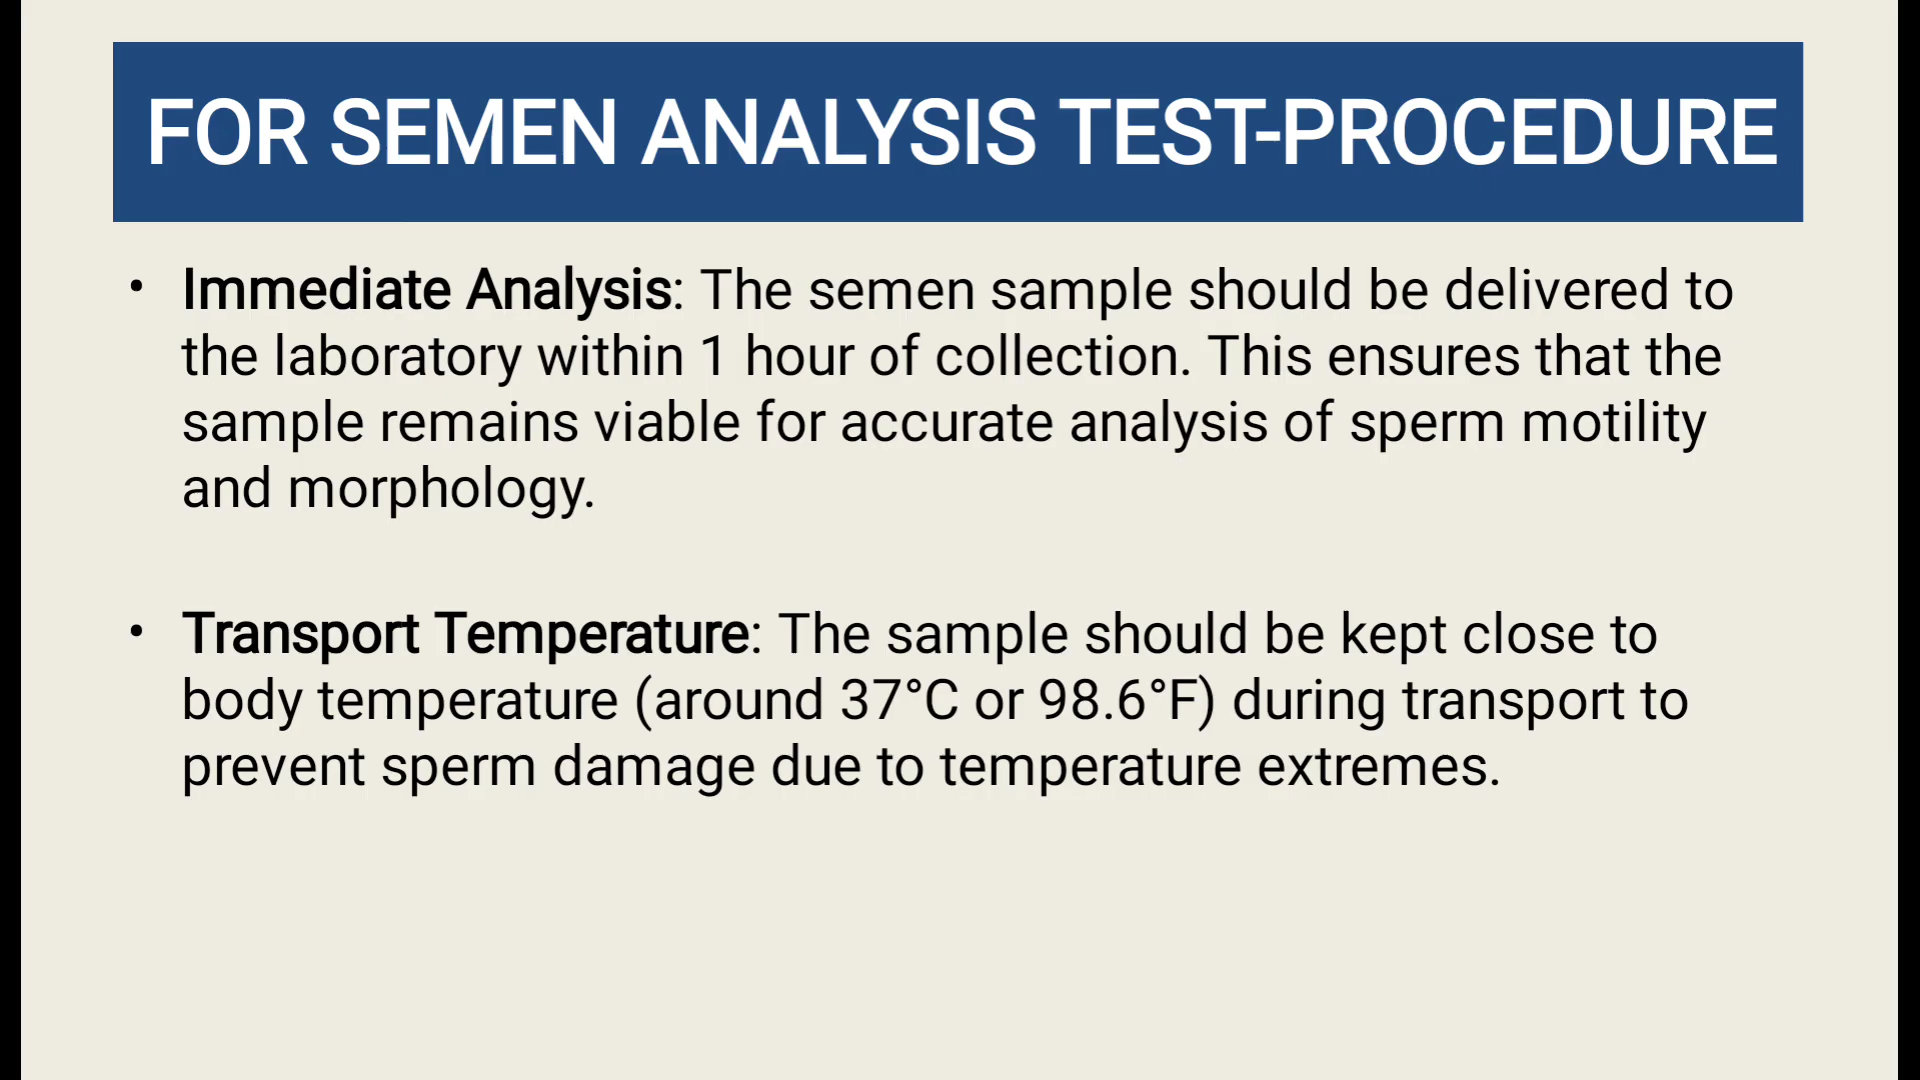 FOR SEMEN ANALYSIS TEST-PROCEDURE
• Immediate Analysis: The semen sample should be delivered to
the laboratory within 1 hour of collection. This ensures that the
sample remains viable for accurate analysis of sperm motility
and morphology.
• Transport Temperature: The sample should be kept close to
body temperature (around 37°C or 98.6°F) during transport to
prevent sperm damage due to temperature extremes.